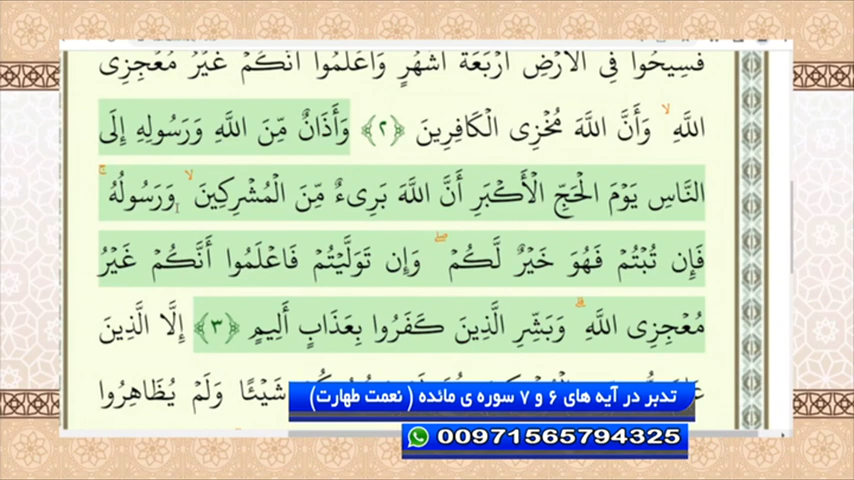 فَسِيحُوا فِي الْأَرْضِ أَرْبَعَةَ أَشْهُرٍ وَاعْلَمُوا أَنَّكُمْ غَيْرُ مُعْجِزِي
اللَّهِ ۙ وَأَنَّ اللَّهَ مُخْزِي الْكَافِرِينَ ﴿٢﴾ وَأَذَانٌ مِّنَ اللَّهِ وَرَسُولِهِ إِلَى
النَّاسِ يَوْمَ الْحَجِّ الْأَكْبَرِ أَنَّ اللَّهَ بَرِيءٌ مِّنَ الْمُشْرِكِينَ ۙ وَرَسُولُهُ ۚ
فَإِن تُبْتُمْ فَهُوَ خَيْرٌ لَّكُمْ ۖ وَإِن تَوَلَّيْتُمْ فَاعْلَمُوا أَنَّكُمْ غَيْرُ
مُعْجِزِي اللَّهِ ۗ وَبَشِّرِ الَّذِينَ كَفَرُوا بِعَذَابٍ أَلِيمٍ ﴿٣﴾ إِلَّا الَّذِينَ
شَيْئًا وَلَمْ يُظَاهِرُوا
تدبر در آیه های ۶ و ۷ سوره ی مائده ( نعمت طهارت)
00971565794325